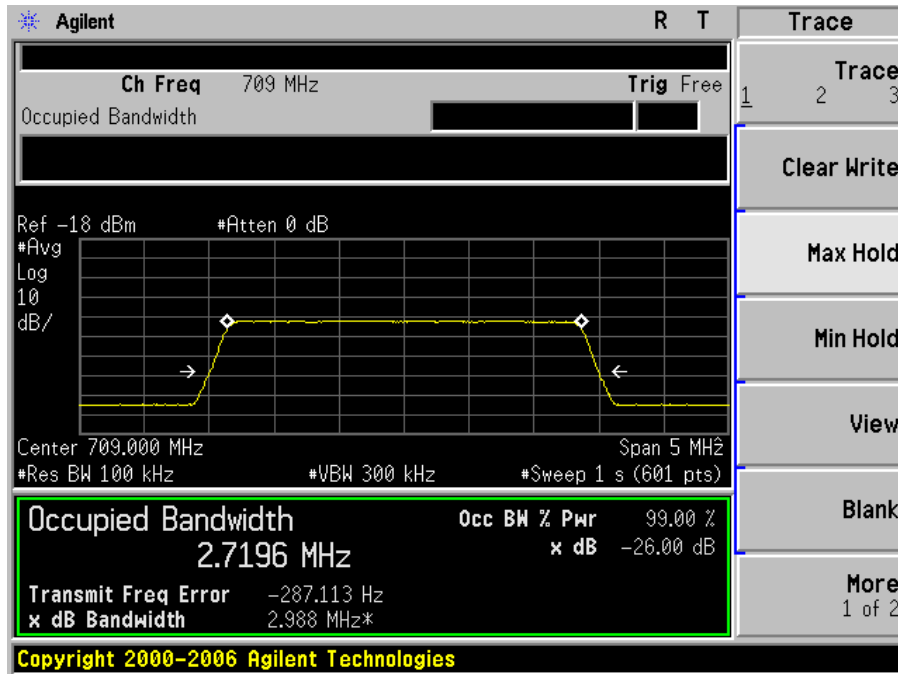 Agilent R T Trace
Ch Freq 709 MHz Trig Free
Occupied Bandwidth
Trace
1 2 3
Clear Write
Ref -18 dBm #Atten 0 dB
#Avg
Log
10
dB/
Max Hold
Min Hold
Center 709.000 MHz Span 5 MHz
#Res BW 100 kHz #VBW 300 kHz #Sweep 1 s (601 pts)
View
Occupied Bandwidth Occ BW % Pwr 99.00 %
2.7196 MHz x dB -26.00 dB
Transmit Freq Error -287.113 Hz
x dB Bandwidth 2.988 MHz*
Blank
More
1 of 2
Copyright 2000-2006 Agilent Technologies